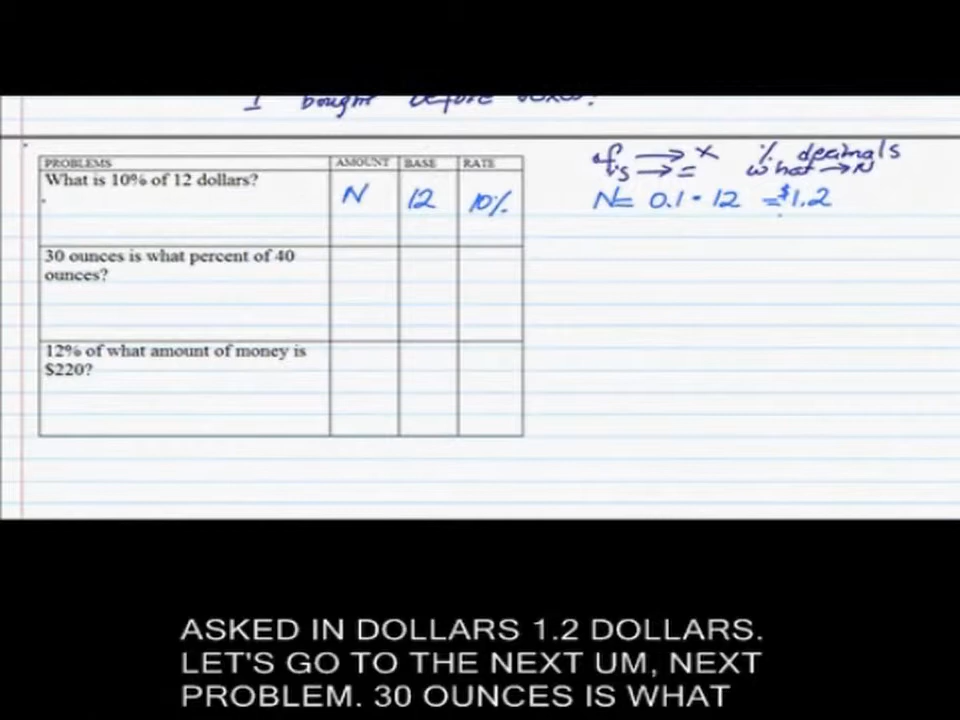 I bought before
PROBLEMS AMOUNT BASE RATE
What is 10% of 12 dollars? N 12 10%
30 ounces is what percent of 40
ounces?
12% of what amount of money is
$220?
of → × % decimals
is → = what → N
N = 0.1 · 12 = $1.2
ASKED IN DOLLARS 1.2 DOLLARS.
LET'S GO TO THE NEXT UM, NEXT
PROBLEM. 30 OUNCES IS WHAT